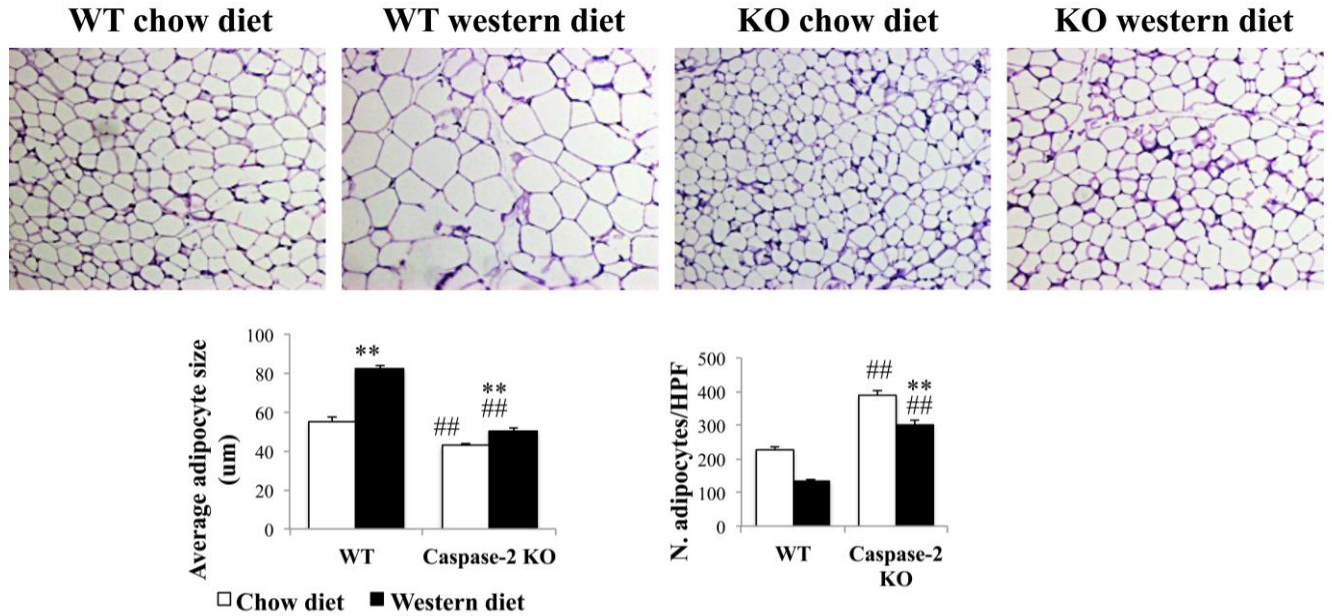 WT chow diet
WT western diet
KO chow diet
KO western diet
Average adipocyte size
(um)
100
80
60
40
20
0
**
##
**
##
WT
Caspase-2 KO
Chow diet
Western diet
N. adipocytes/HPF
500
400
300
200
100
0
##
**
##
WT
Caspase-2
KO